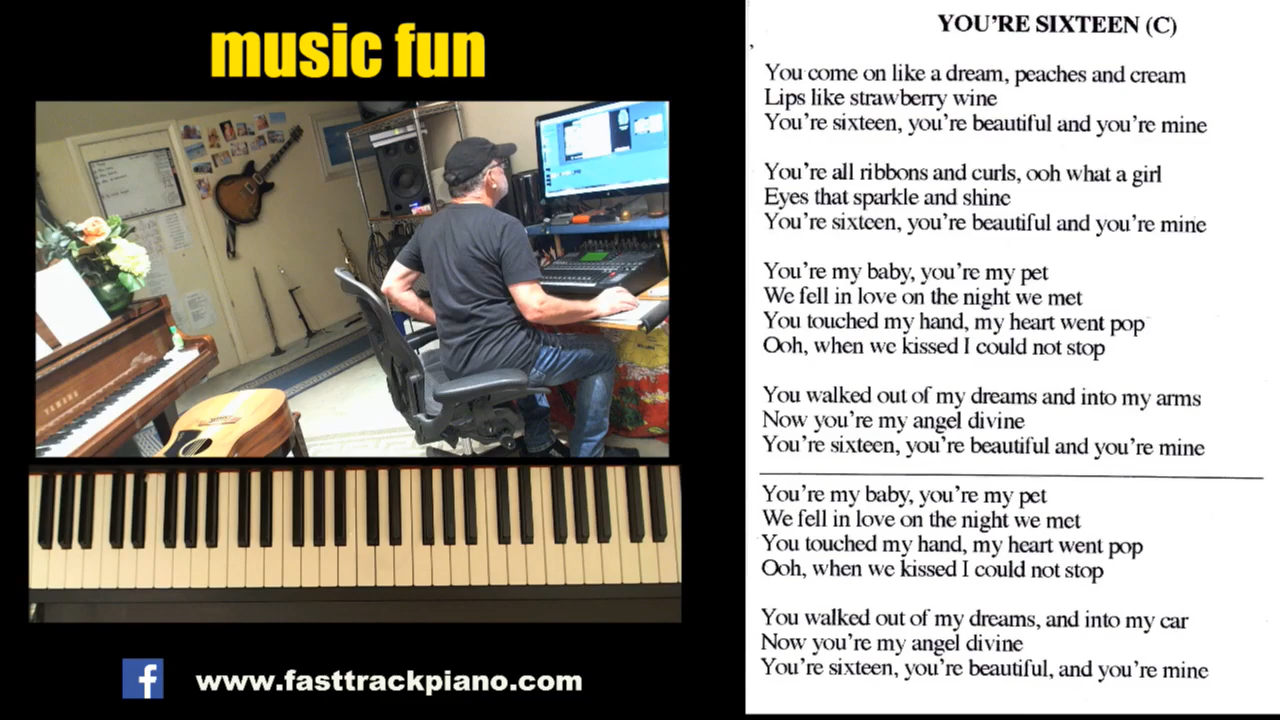 music fun
YAMAHA
www.fasttrackpiano.com
YOU'RE SIXTEEN (C)
You come on like a dream, peaches and cream
Lips like strawberry wine
You're sixteen, you're beautiful and you're mine
You're all ribbons and curls, ooh what a girl
Eyes that sparkle and shine
You're sixteen, you're beautiful and you're mine
You're my baby, you're my pet
We fell in love on the night we met
You touched my hand, my heart went pop
Ooh, when we kissed I could not stop
You walked out of my dreams and into my arms
Now you're my angel divine
You're sixteen, you're beautiful and you're mine
You're my baby, you're my pet
We fell in love on the night we met
You touched my hand, my heart went pop
Ooh, when we kissed I could not stop
You walked out of my dreams, and into my car
Now you're my angel divine
You're sixteen, you're beautiful, and you're mine